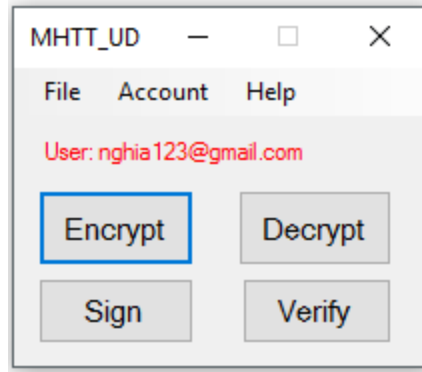 MHTT_UD
File Account Help
User: nghia123@gmail.com
Encrypt Decrypt
Sign Verify